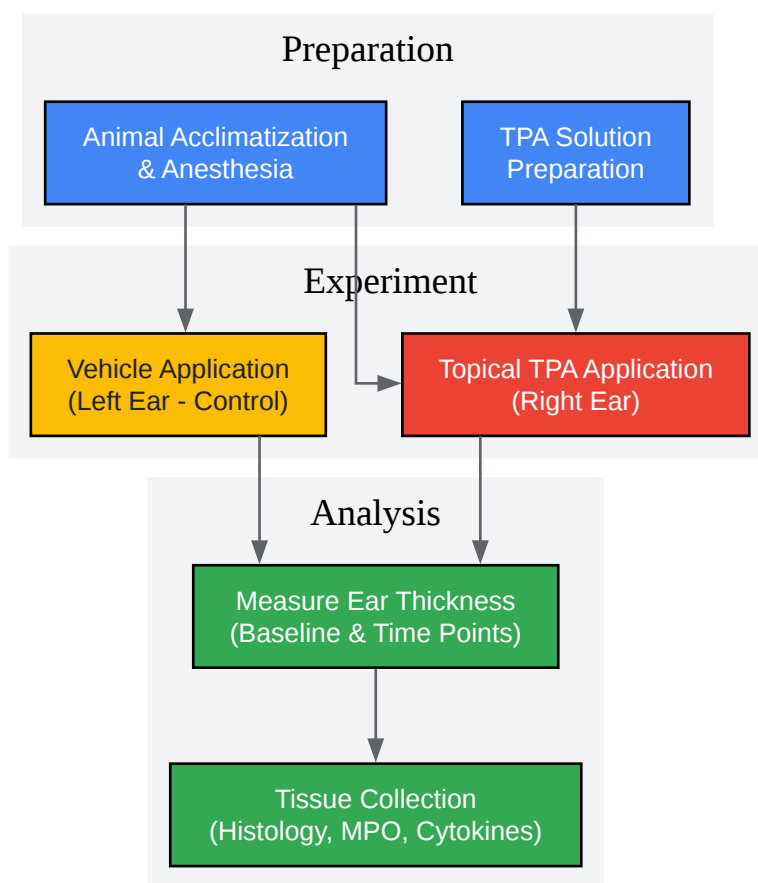 Preparation
Animal Acclimatization
& Anesthesia
TPA Solution
Preparation
Experiment
Vehicle Application
(Left Ear - Control)
Topical TPA Application
(Right Ear)
Analysis
Measure Ear Thickness
(Baseline & Time Points)
Tissue Collection
(Histology, MPO, Cytokines)